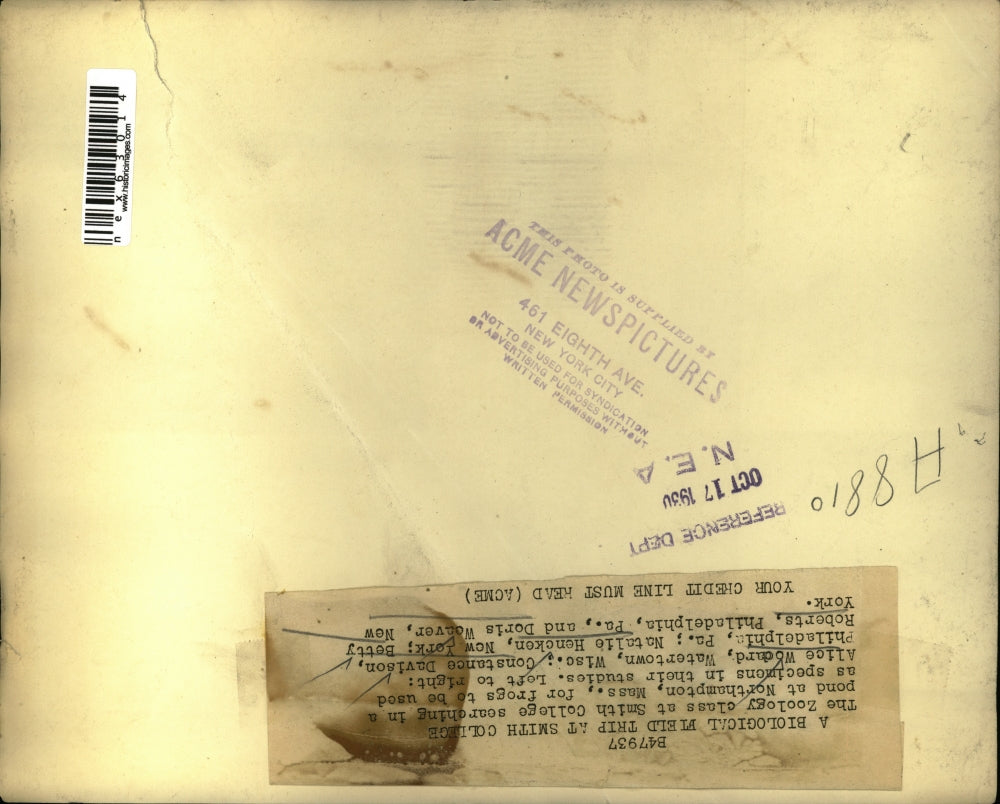 nex63014
www.historicimages.com
THIS PHOTO IS SUPPLIED BY
ACME NEWSPICTURES
461 EIGHTH AVE.
NEW YORK CITY
NOT TO BE USED FOR SYNDICATION
OR ADVERTISING PURPOSES WITHOUT
WRITTEN PERMISSION
N. E. A
OCT 17 1930
REFERENCE DEPT
H8810
B47937
A BIOLOGICAL FIELD TRIP AT SMITH COLLEGE
The Zoology class at Smith College searching in a
pond at Northampton, Mass., for frogs to be used
as specimens in their studies. Left to right:
Alice Woard, Watertown, Wisc.; Constance Davison,
Philadelphia, Pa.; Natalie Hencken, New York; Betty
Roberts, Philadelphia, Pa., and Doris Weaver, New
York.
YOUR CREDIT LINE MUST READ (ACME)